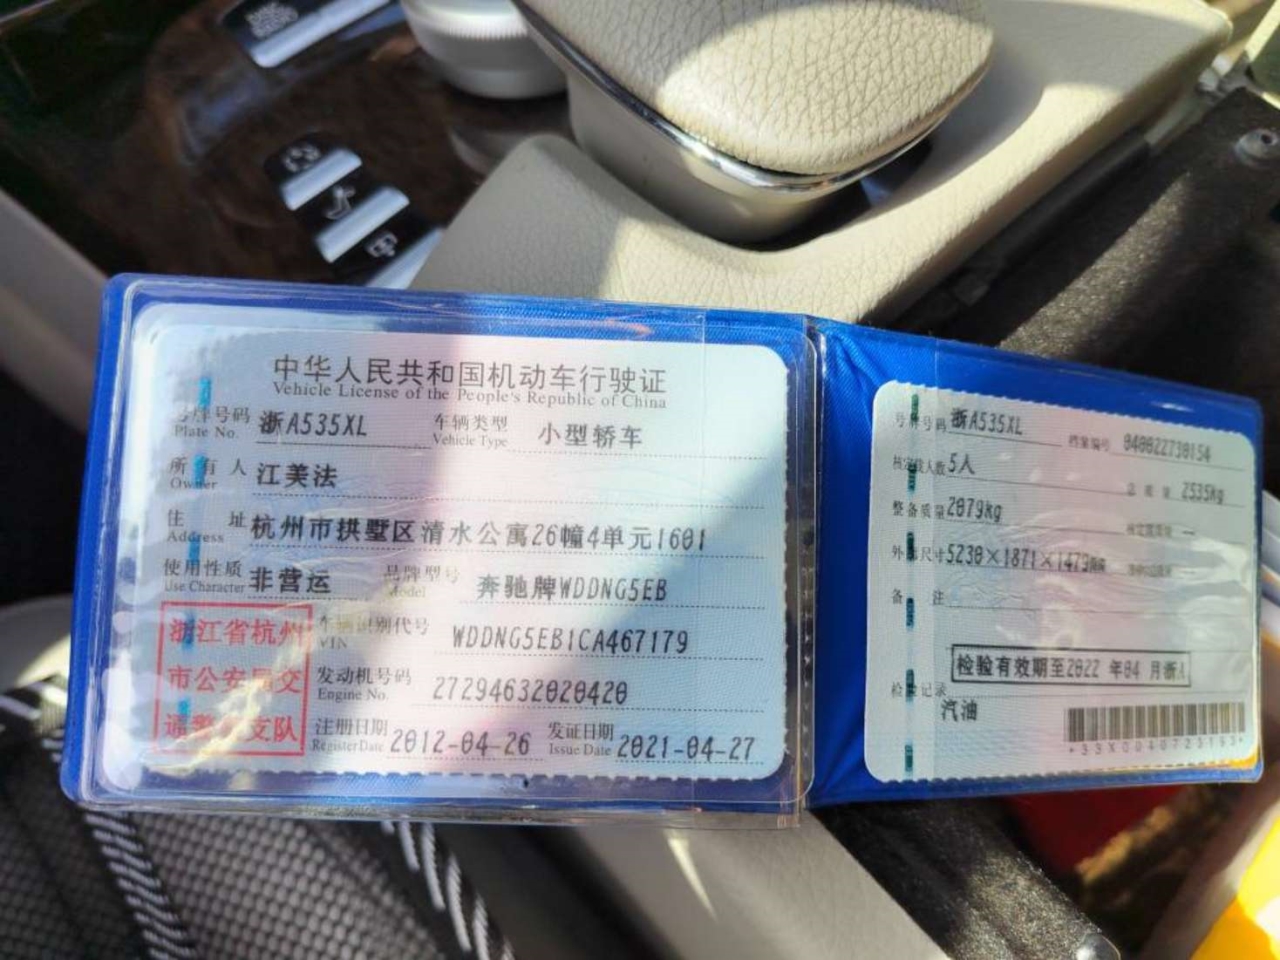 中华人民共和国机动车行驶证
Vehicle License of the People's Republic of China
号牌号码 浙A535XL 车辆类型 小型轿车
Plate No. Vehicle Type
所有人 江美法
Owner
住址 杭州市拱墅区清水公寓26幢4单元1601
Address
使用性质 非营运 品牌型号 奔驰牌WDDNG5EB
Use Character Model
浙江省杭州 车辆识别代号 WDDNG5EB1CA467179
VIN
市公安局交 发动机号码 27294632020420
Engine No.
通警察支队 注册日期 2012-04-26 发证日期 2021-04-27
Register Date Issue Date
号牌号码 浙A535XL 档案编号 040022730154
核定载人数 5人 总质量 2535kg
整备质量 2079kg 核定载质量 —
外廓尺寸 5230×1871×1479mm —
备注
检验有效期至2022 年04 月浙A
检验记录
汽油